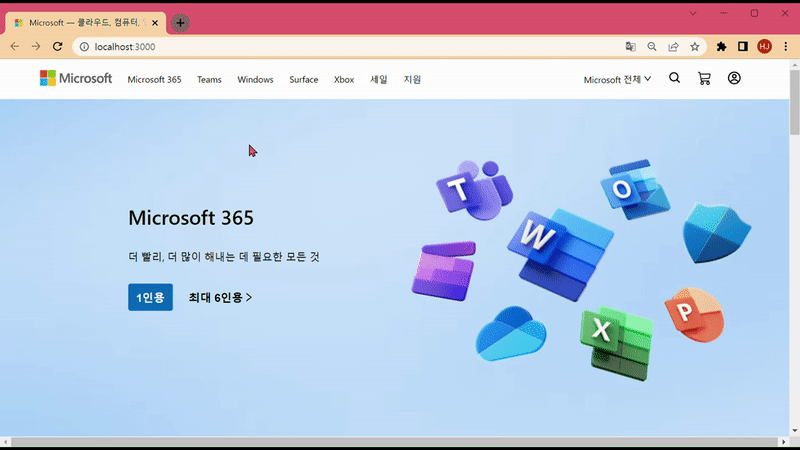 Microsoft — 클라우드, 컴퓨터,
localhost:3000
HJ
Microsoft Microsoft 365 Teams Windows Surface Xbox 세일 지원 Microsoft 전체
Microsoft 365
더 빨리, 더 많이 해내는 데 필요한 모든 것
1인용 최대 6인용 >
T
O
W
X
P